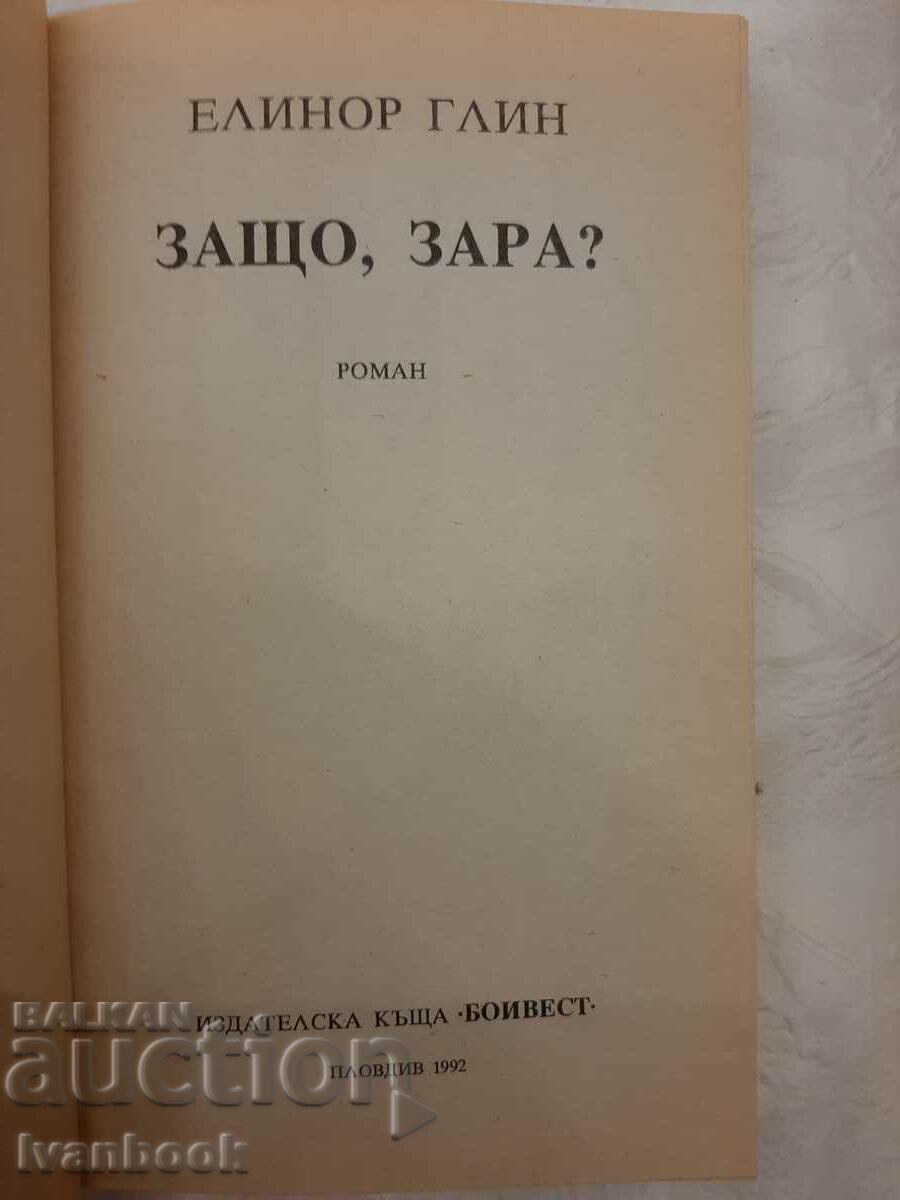 ЕЛИНОР ГЛИН
ЗАЩО, ЗАРА?
РОМАН
ИЗДАТЕЛСКА КЪЩА ·БОИВЕСТ·
ПЛОВДИВ 1992
BALKAN
auction
Ivanbook